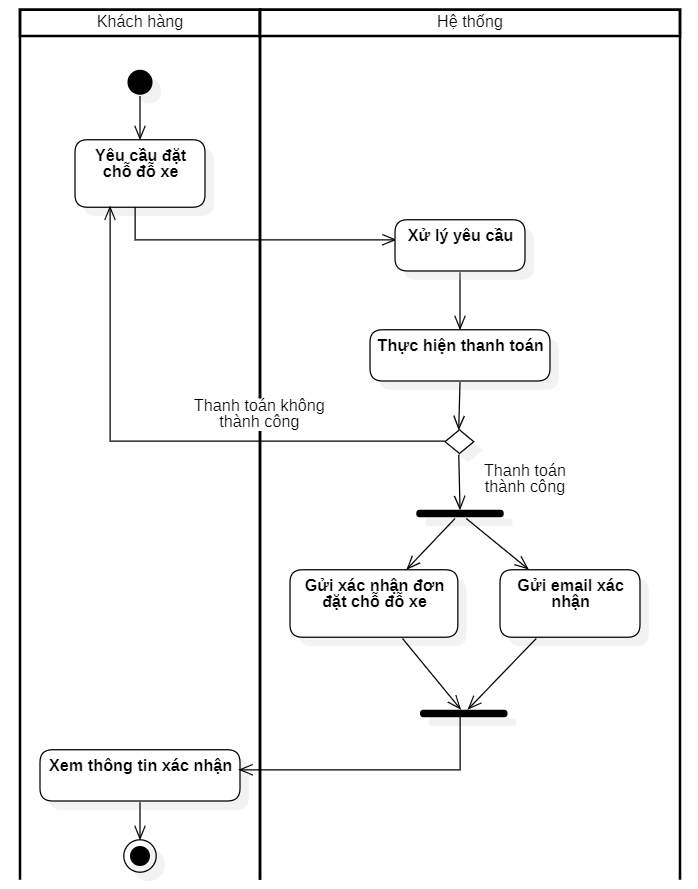 Khách hàng
Hệ thống
Yêu cầu đặt
chỗ đỗ xe
Xử lý yêu cầu
Thực hiện thanh toán
Thanh toán không
thành công
Thanh toán
thành công
Gửi xác nhận đơn
đặt chỗ đỗ xe
Gửi email xác
nhận
Xem thông tin xác nhận